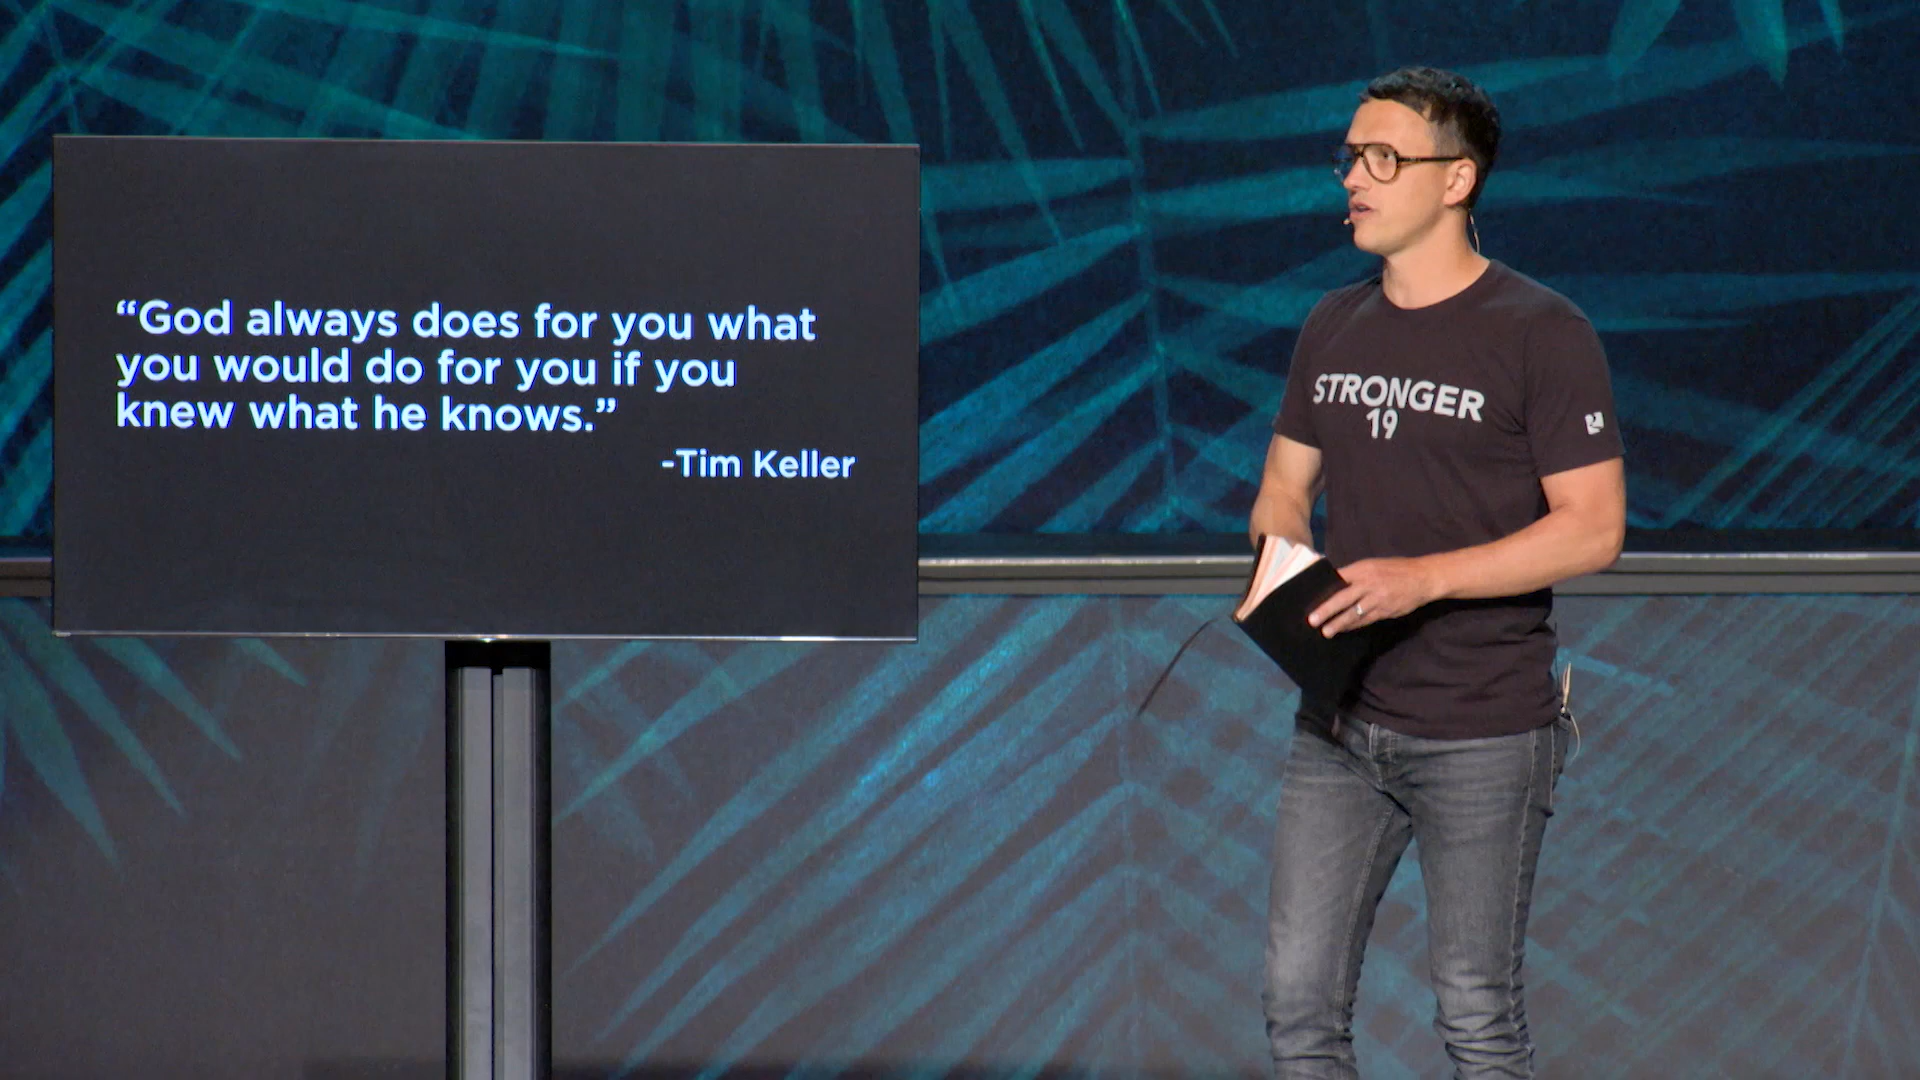 “God always does for you what
you would do for you if you
knew what he knows.”
-Tim Keller
STRONGER
19